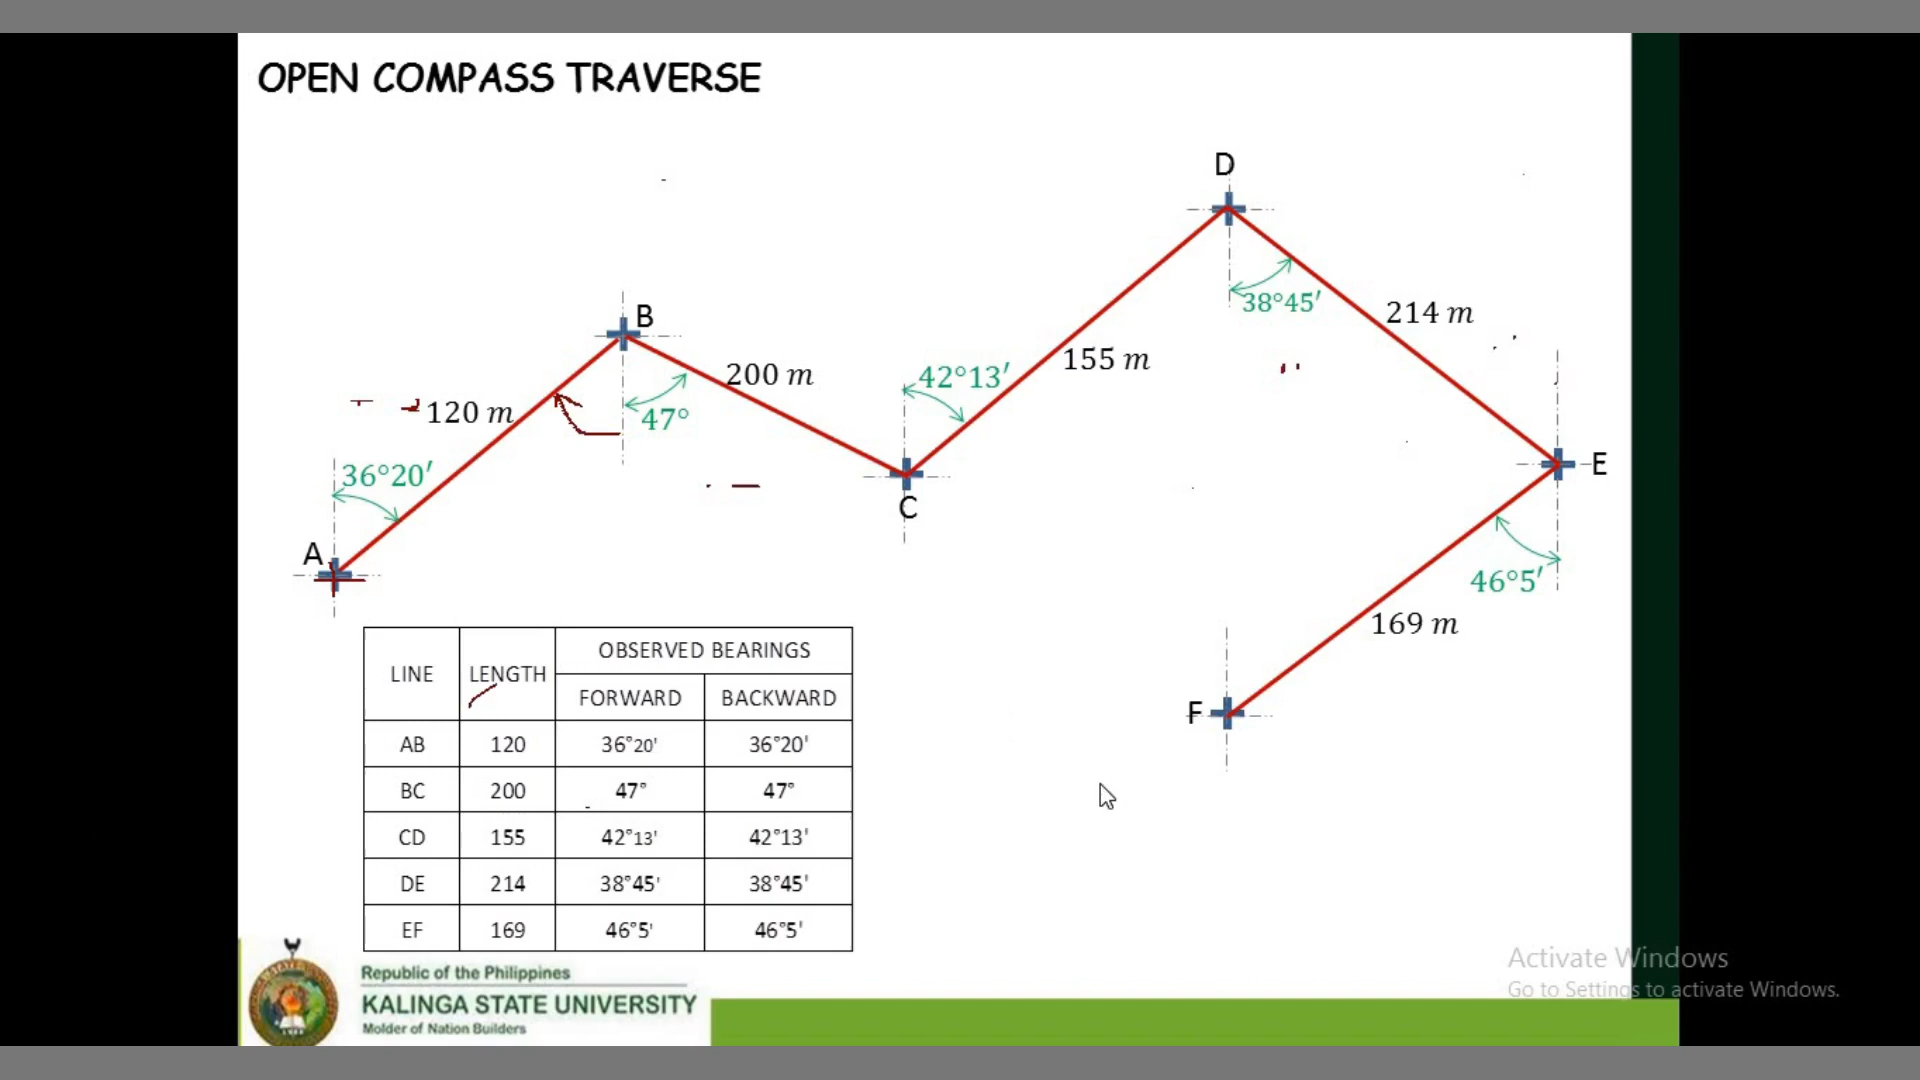 OPEN COMPASS TRAVERSE
D
B
38°45′
214 m
200 m
42°13′
155 m
120 m
47°
E
36°20′
C
A
46°5′
169 m
F
LINE LENGTH OBSERVED BEARINGS
FORWARD BACKWARD
AB 120 36°20' 36°20'
BC 200 47° 47°
CD 155 42°13' 42°13'
DE 214 38°45' 38°45'
EF 169 46°5' 46°5'
Republic of the Philippines
KALINGA STATE UNIVERSITY
Molder of Nation Builders
Activate Windows
Go to Settings to activate Windows.